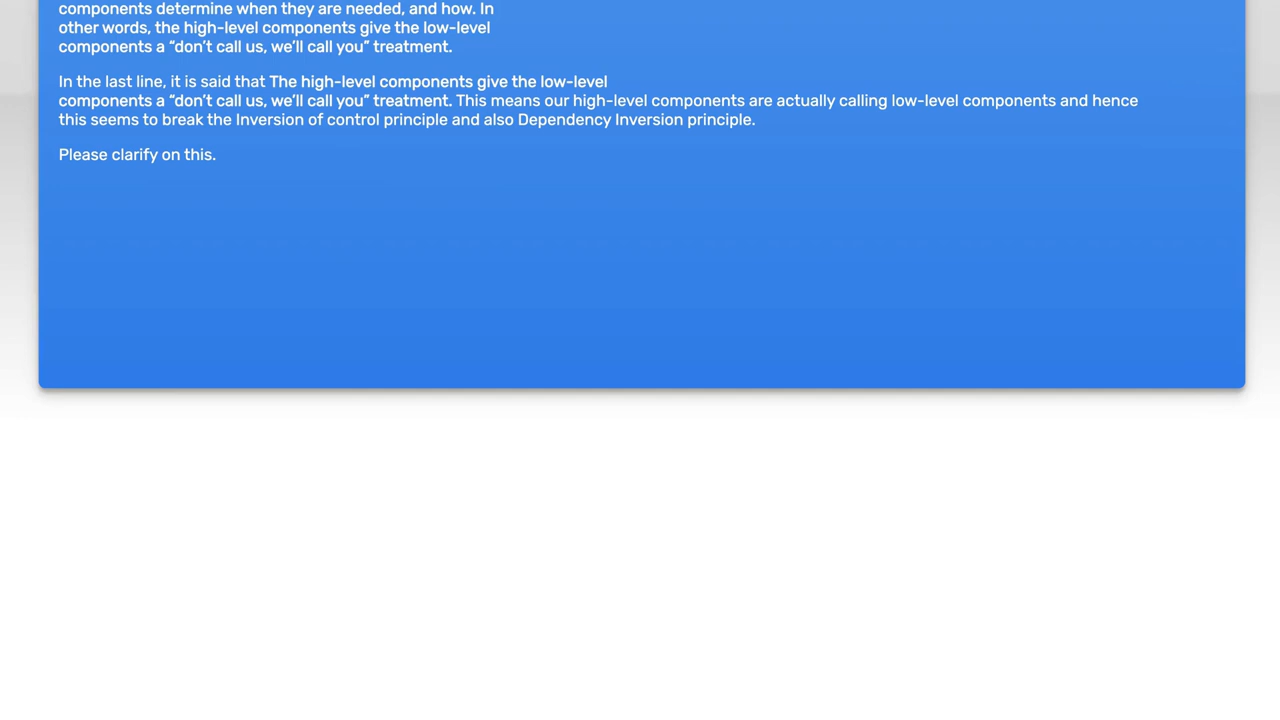 components determine when they are needed, and how. In
other words, the high-level components give the low-level
components a “don’t call us, we’ll call you” treatment.
In the last line, it is said that The high-level components give the low-level
components a “don’t call us, we’ll call you” treatment. This means our high-level components are actually calling low-level components and hence
this seems to break the Inversion of control principle and also Dependency Inversion principle.
Please clarify on this.